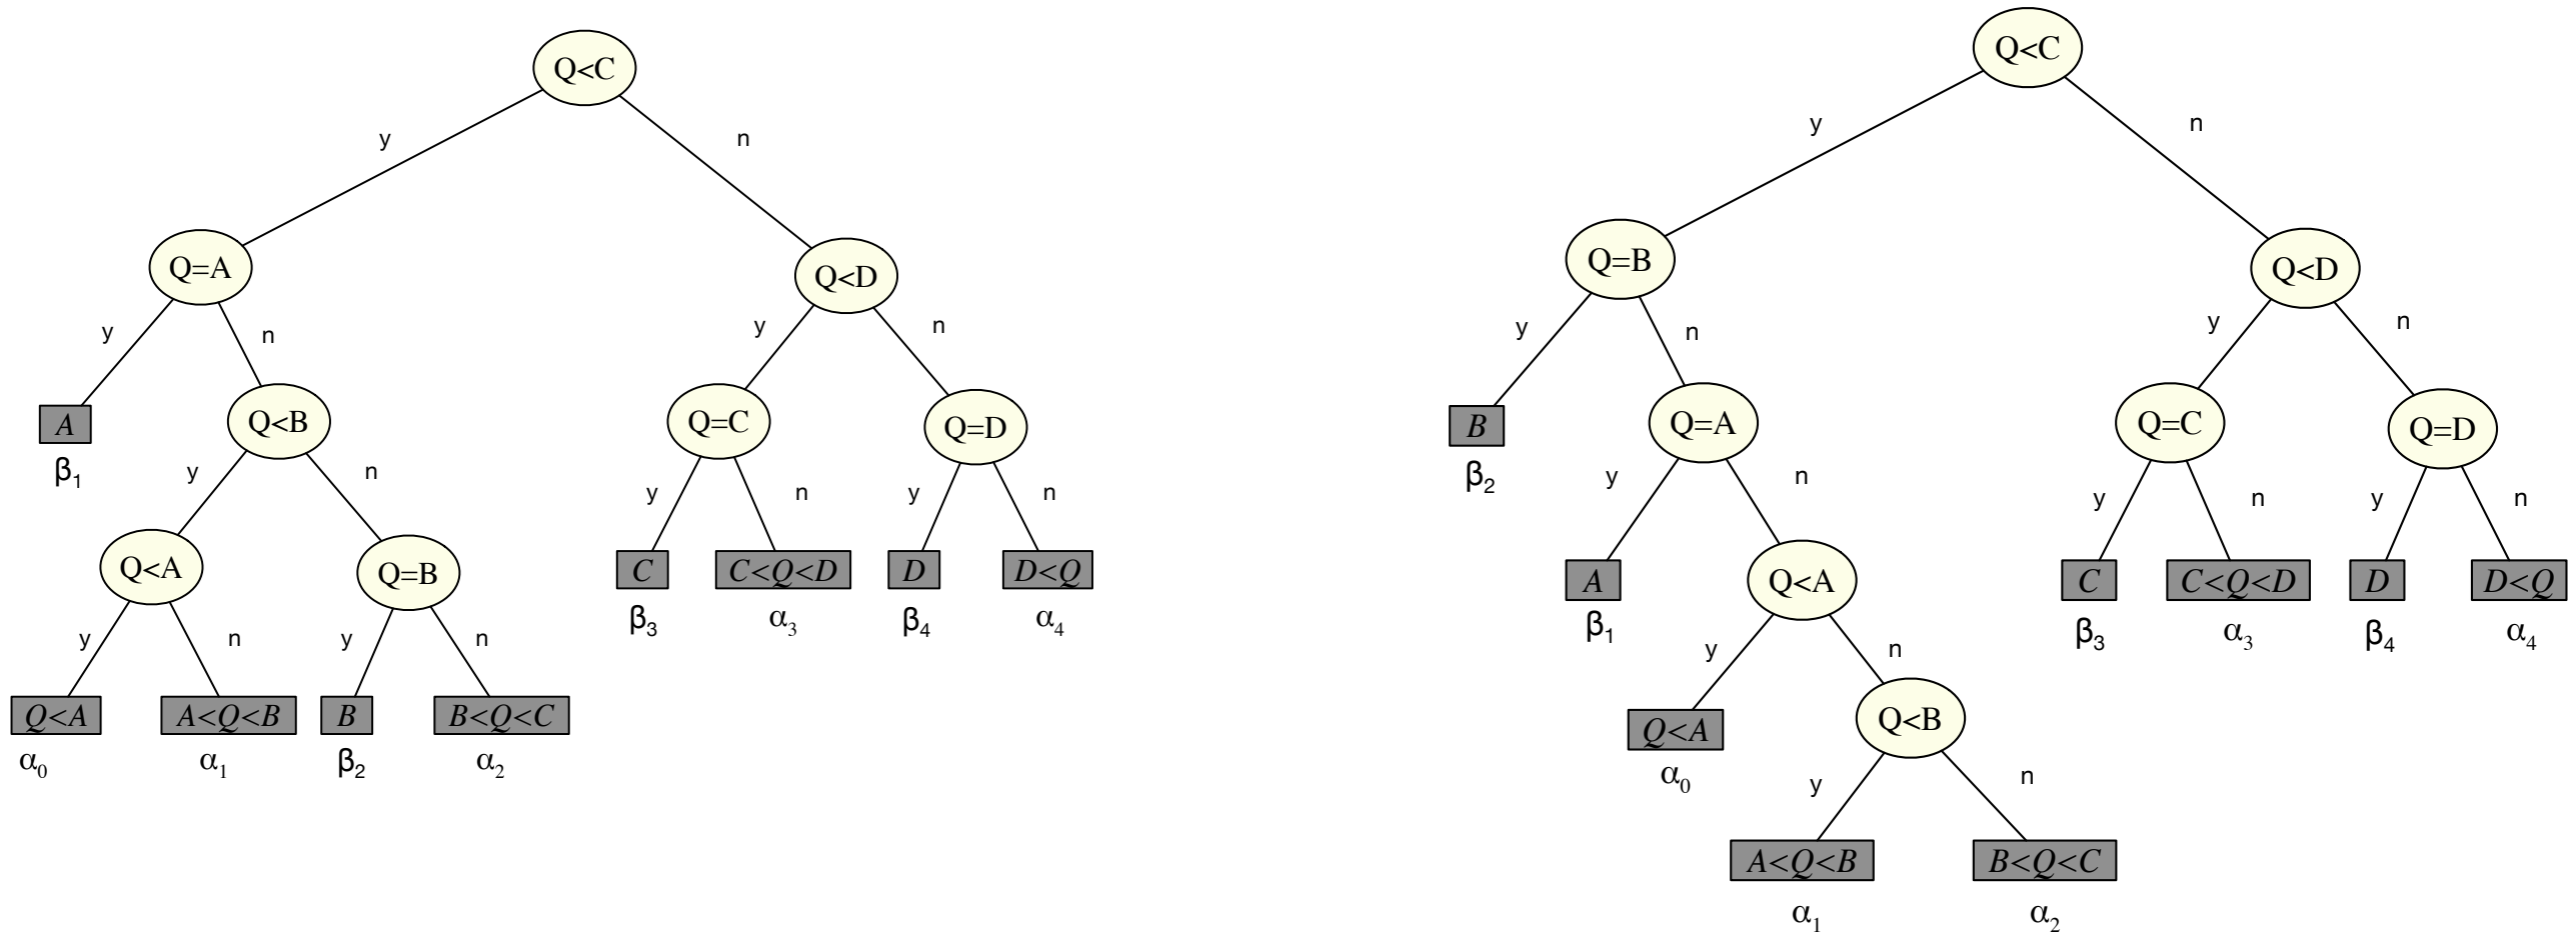 Q<C
y
n
Q=A
Q<D
y
n
y
n
A
β1
Q<B
Q=C
Q=D
y
n
y
n
y
n
Q<A
Q=B
C
C<Q<D
D
D<Q
β3
α3
β4
α4
y
n
y
n
Q<A
A<Q<B
B
B<Q<C
α0
α1
β2
α2
Q<C
y
n
Q=B
Q<D
y
n
y
n
B
β2
Q=A
Q=C
Q=D
y
n
y
n
y
n
A
β1
Q<A
C
C<Q<D
D
D<Q
β3
α3
β4
α4
y
n
Q<A
α0
Q<B
y
n
A<Q<B
B<Q<C
α1
α2